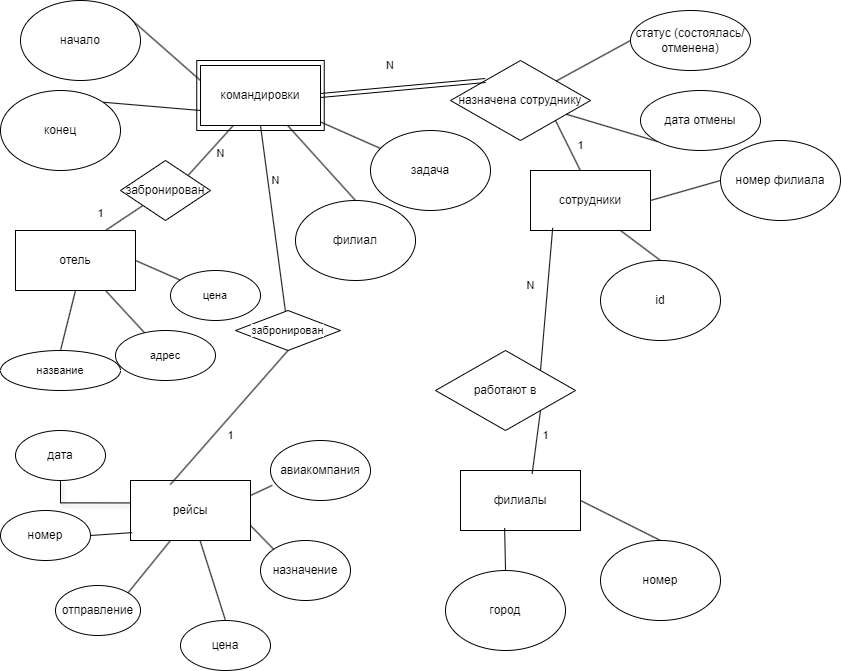 начало
статус (состоялась/
отменена)
N
командировки
назначена сотруднику
конец
дата отмены
N
1
задача
N
номер филиала
забронирован
сотрудники
1
филиал
отель
N
цена
id
забронирован
адрес
название
работают в
1
1
дата
авиакомпания
рейсы
филиалы
номер
назначение
номер
отправление
город
цена